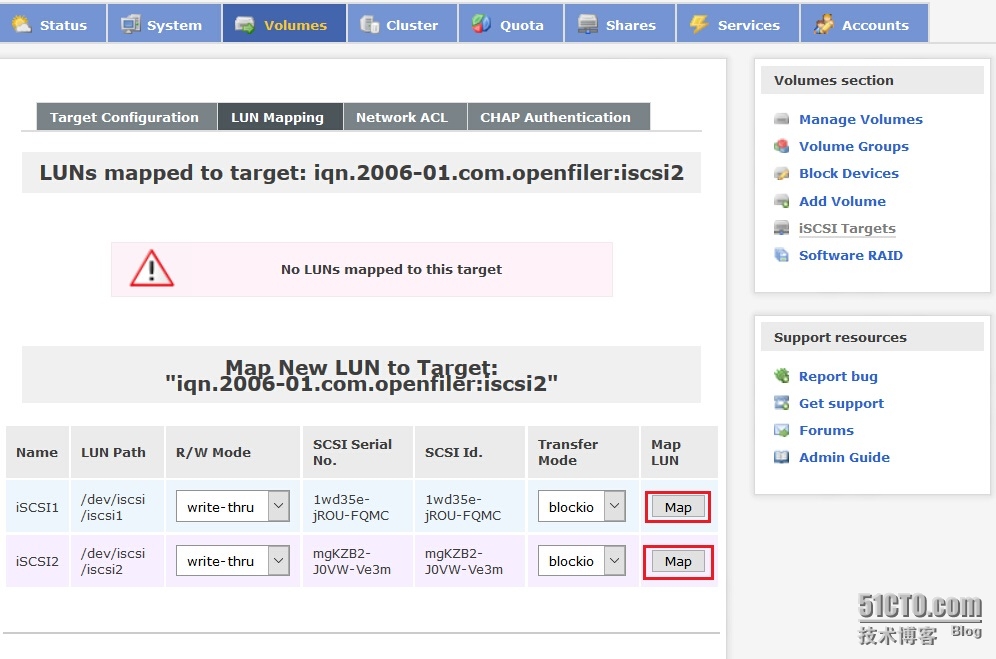 Status System Volumes Cluster Quota Shares Services Accounts
Target Configuration LUN Mapping Network ACL CHAP Authentication
LUNs mapped to target: iqn.2006-01.com.openfiler:iscsi2
No LUNs mapped to this target
Map New LUN to Target:
"iqn.2006-01.com.openfiler:iscsi2"
Name LUN Path R/W Mode SCSI Serial No. SCSI Id. Transfer Mode Map LUN
iSCSI1 /dev/iscsi/iscsi1 write-thru 1wd35e-jROU-FQMC 1wd35e-jROU-FQMC blockio Map
iSCSI2 /dev/iscsi/iscsi2 write-thru mgKZB2-J0VW-Ve3m mgKZB2-J0VW-Ve3m blockio Map
Volumes section
Manage Volumes
Volume Groups
Block Devices
Add Volume
iSCSI Targets
Software RAID
Support resources
Report bug
Get support
Forums
Admin Guide
51CTO.com
技术博客 Blog